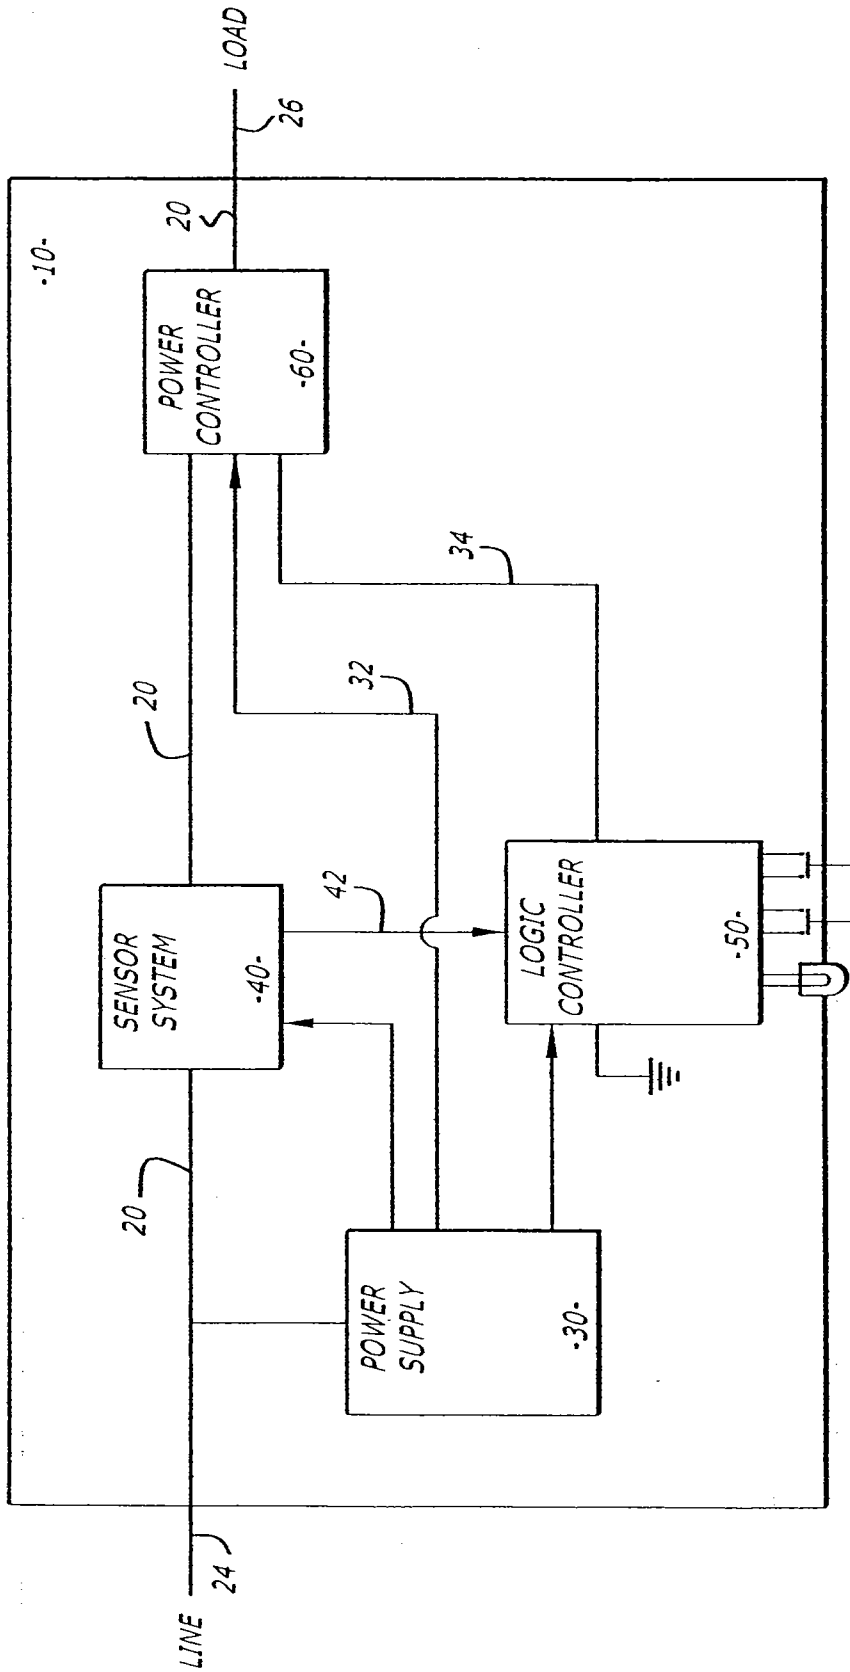 -10-
LINE
24
20
SENSOR
SYSTEM
-40-
20
POWER
CONTROLLER
-60-
20
26
LOAD
POWER
SUPPLY
-30-
42
32
34
LOGIC
CONTROLLER
-50-